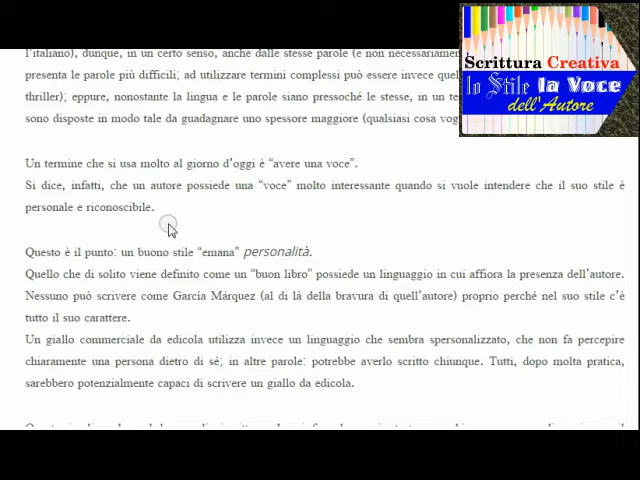 l'italiano), dunque, in un certo senso, anche dalle stesse parole (e non necessariam
presenta le parole più difficili; ad utilizzare termini complessi può essere invece quel
thriller); eppure, nonostante la lingua e le parole siano pressoché le stesse, in un te
sono disposte in modo tale da guadagnare uno spessore maggiore (qualsiasi cosa vog
Scrittura Creativa
lo Stile la Voce
dell'Autore
Un termine che si usa molto al giorno d'oggi è “avere una voce”.
Si dice, infatti, che un autore possiede una “voce” molto interessante quando si vuole intendere che il suo stile è
personale e riconoscibile.
Questo è il punto: un buono stile “emana” personalità.
Quello che di solito viene definito come un “buon libro” possiede un linguaggio in cui affiora la presenza dell'autore.
Nessuno può scrivere come García Márquez (al di là della bravura di quell'autore) proprio perché nel suo stile c'è
tutto il suo carattere.
Un giallo commerciale da edicola utilizza invece un linguaggio che sembra spersonalizzato, che non fa percepire
chiaramente una persona dietro di sé; in altre parole: potrebbe averlo scritto chiunque. Tutti, dopo molta pratica,
sarebbero potenzialmente capaci di scrivere un giallo da edicola.